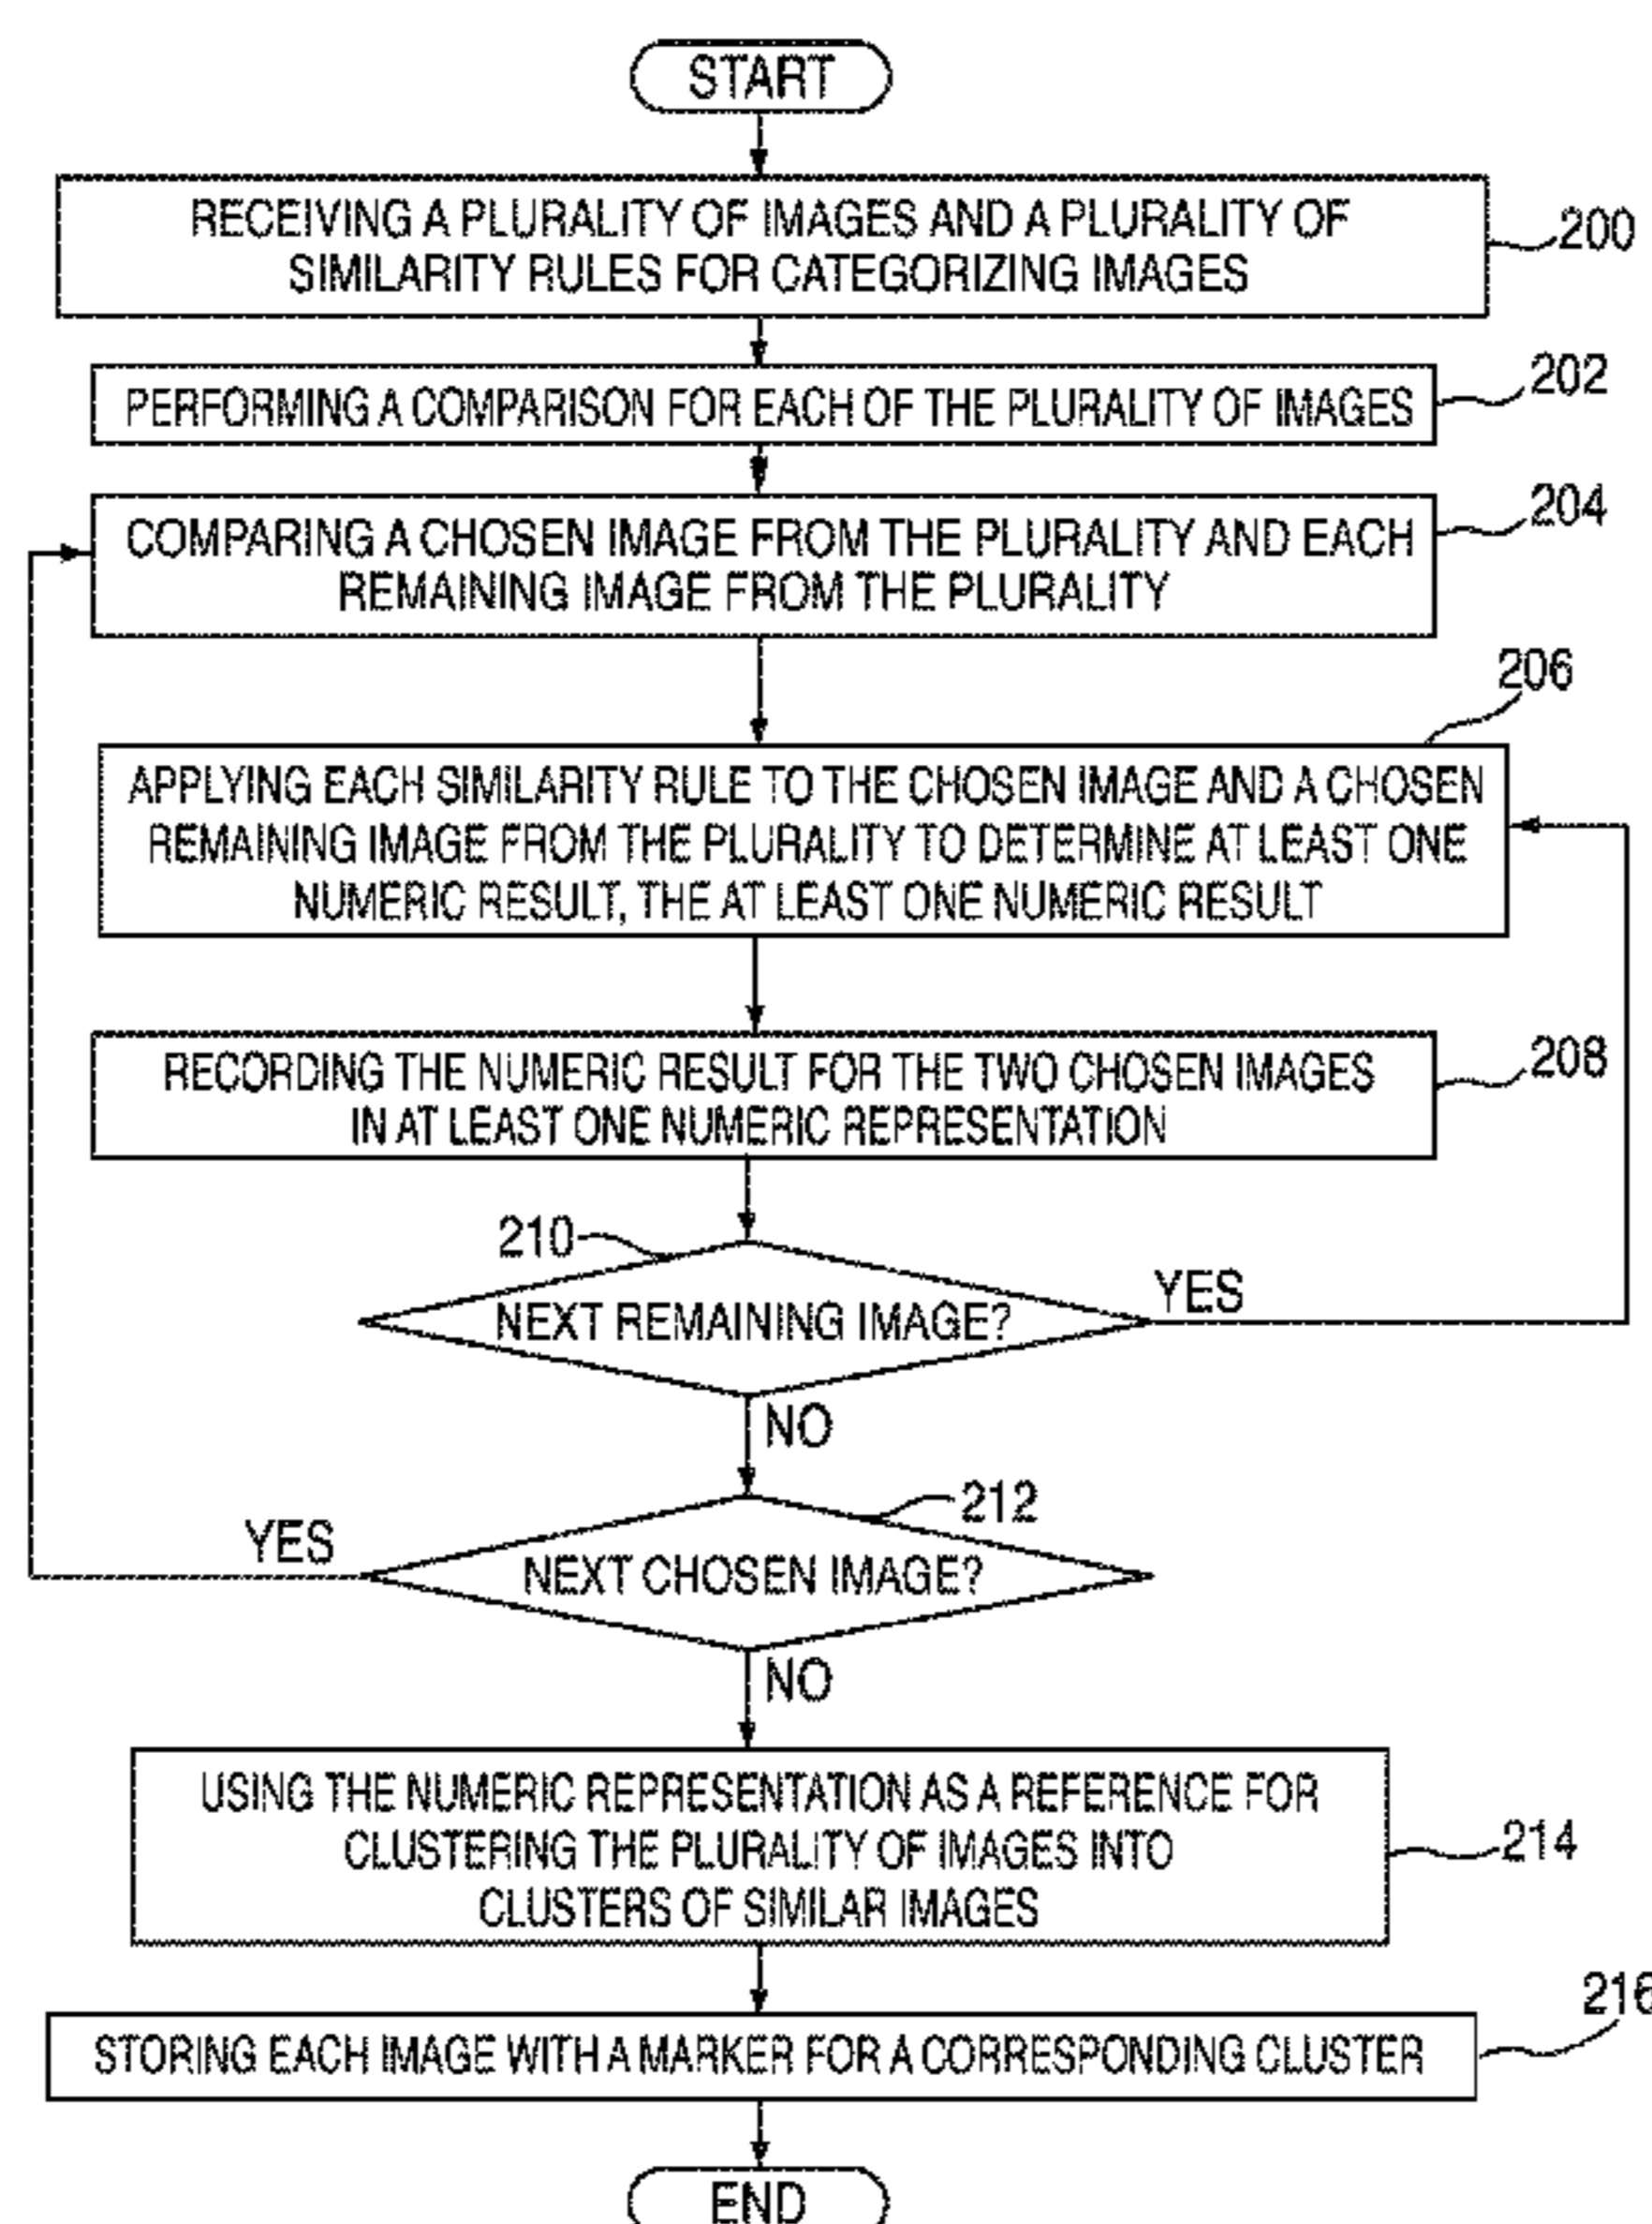 START
RECEIVING A PLURALITY OF IMAGES AND A PLURALITY OF
SIMILARITY RULES FOR CATEGORIZING IMAGES
200
PERFORMING A COMPARISON FOR EACH OF THE PLURALITY OF IMAGES
202
COMPARING A CHOSEN IMAGE FROM THE PLURALITY AND EACH
REMAINING IMAGE FROM THE PLURALITY
204
206
APPLYING EACH SIMILARITY RULE TO THE CHOSEN IMAGE AND A CHOSEN
REMAINING IMAGE FROM THE PLURALITY TO DETERMINE AT LEAST ONE
NUMERIC RESULT, THE AT LEAST ONE NUMERIC RESULT
RECORDING THE NUMERIC RESULT FOR THE TWO CHOSEN IMAGES
IN AT LEAST ONE NUMERIC REPRESENTATION
208
210
NEXT REMAINING IMAGE?
YES
NO
212
YES
NEXT CHOSEN IMAGE?
NO
USING THE NUMERIC REPRESENTATION AS A REFERENCE FOR
CLUSTERING THE PLURALITY OF IMAGES INTO
CLUSTERS OF SIMILAR IMAGES
214
216
STORING EACH IMAGE WITH A MARKER FOR A CORRESPONDING CLUSTER
END